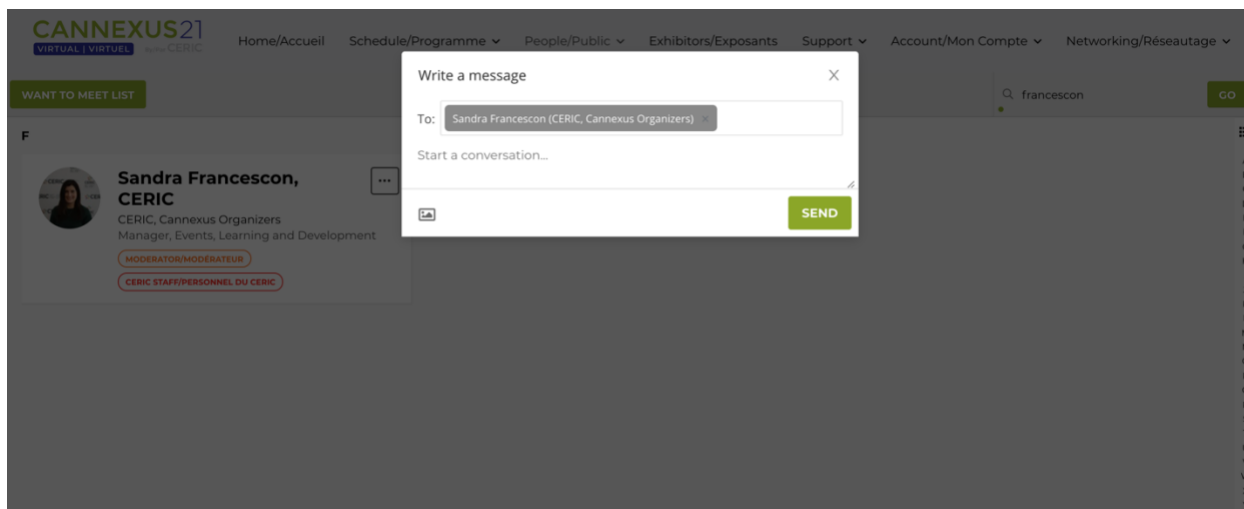 CANNEXUS21
VIRTUAL | VIRTUEL CERIC
Home/Accueil Schedule/Programme People/Public Exhibitors/Exposants Support Account/Mon Compte Networking/Réseautage
WANT TO MEET LIST
francescon GO
F
Write a message
To: Sandra Francescon (CERIC, Cannexus Organizers) ×
Start a conversation...
SEND
Sandra Francescon,
CERIC
CERIC, Cannexus Organizers
Manager, Events, Learning and Development
MODERATOR/MODÉRATEUR
CERIC STAFF/PERSONNEL DU CERIC